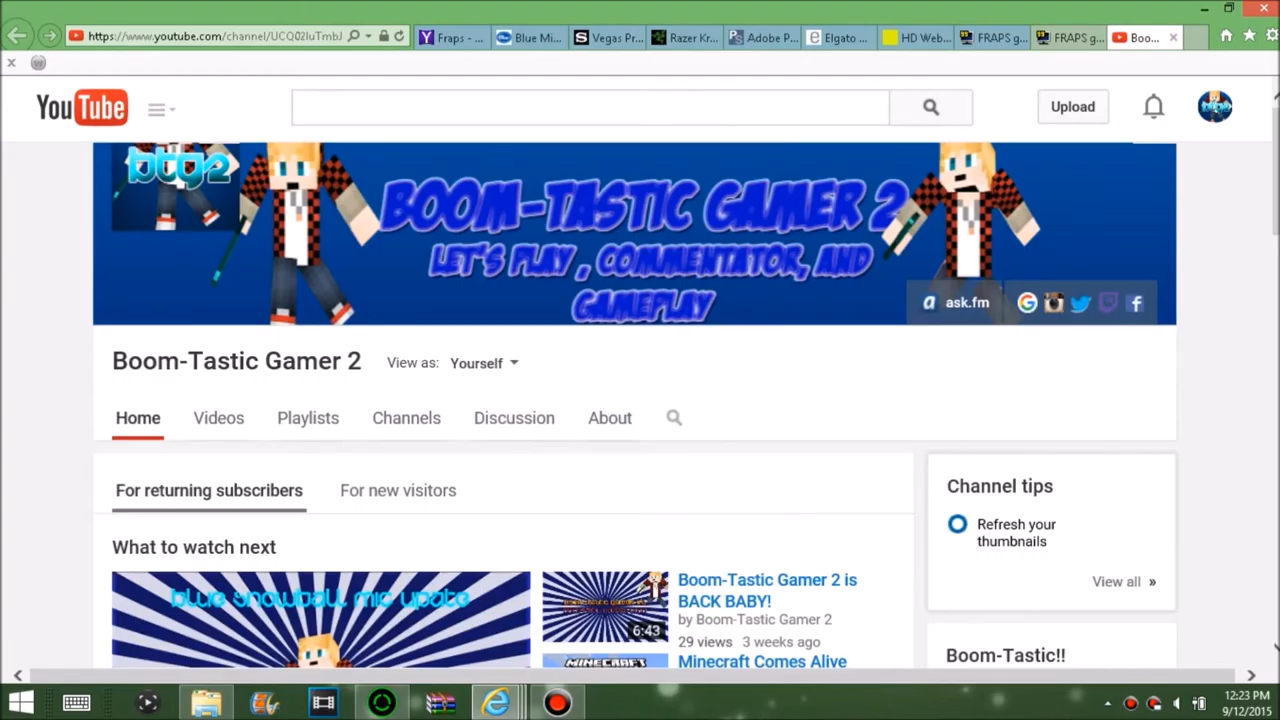 https://www.youtube.com/channel/UCQ02IuTmbJ
Fraps - ...
Blue Mi...
Vegas Pr...
Razer Kr...
Adobe P...
Elgato ...
HD Web...
FRAPS g...
FRAPS g...
Boo...
YouTube
Upload
BTG2
BOOM-TASTIC GAMER 2
LET'S PLAY , COMMENTATOR, AND
GAMEPLAY
ask.fm
Boom-Tastic Gamer 2
View as: Yourself
Home Videos Playlists Channels Discussion About
For returning subscribers For new visitors
What to watch next
BLUE SNOWBALL MIC UPDATE
6:43
Boom-Tastic Gamer 2 is
BACK BABY!
by Boom-Tastic Gamer 2
29 views 3 weeks ago
MINECRAFT
Minecraft Comes Alive
Channel tips
Refresh your
thumbnails
View all »
Boom-Tastic!!
12:23 PM
9/12/2015